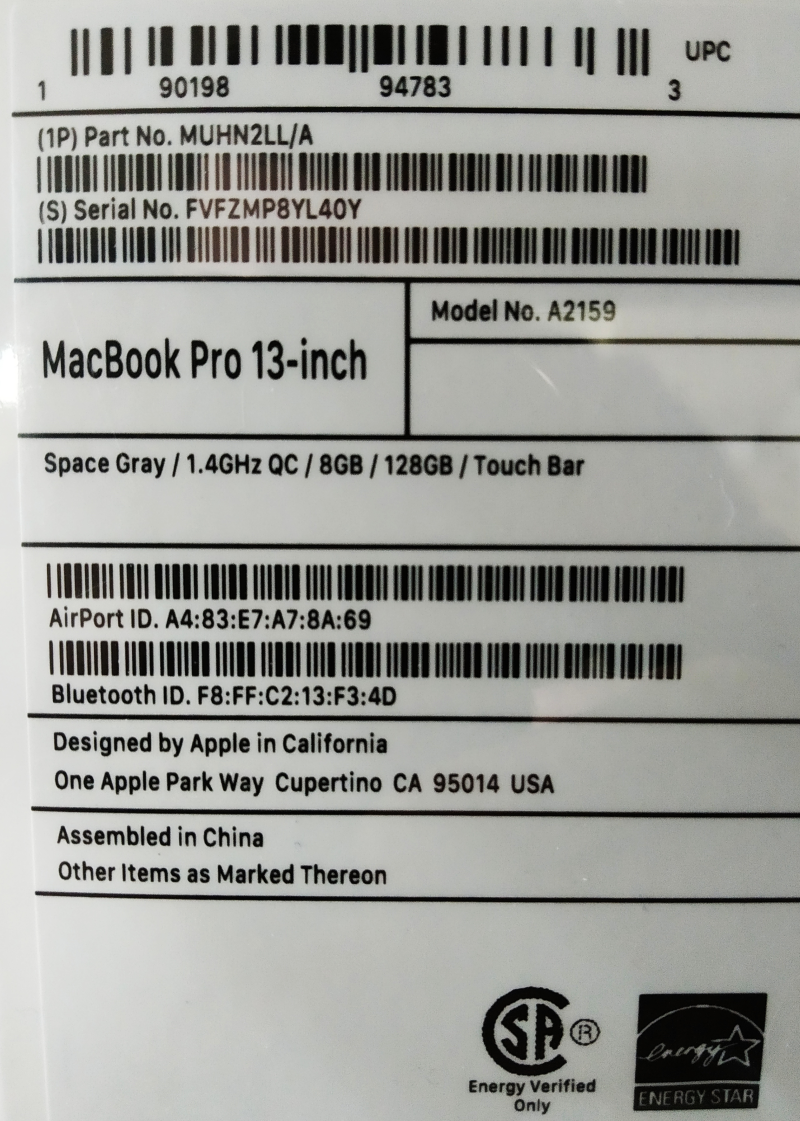 UPC
1 90198 94783 3
(1P) Part No. MUHN2LL/A
(S) Serial No. FVFZMP8YL40Y
MacBook Pro 13-inch
Model No. A2159
Space Gray / 1.4GHz QC / 8GB / 128GB / Touch Bar
AirPort ID. A4:83:E7:A7:8A:69
Bluetooth ID. F8:FF:C2:13:F3:4D
Designed by Apple in California
One Apple Park Way Cupertino CA 95014 USA
Assembled in China
Other Items as Marked Thereon
SA ®
Energy Verified
Only
energy
ENERGY STAR